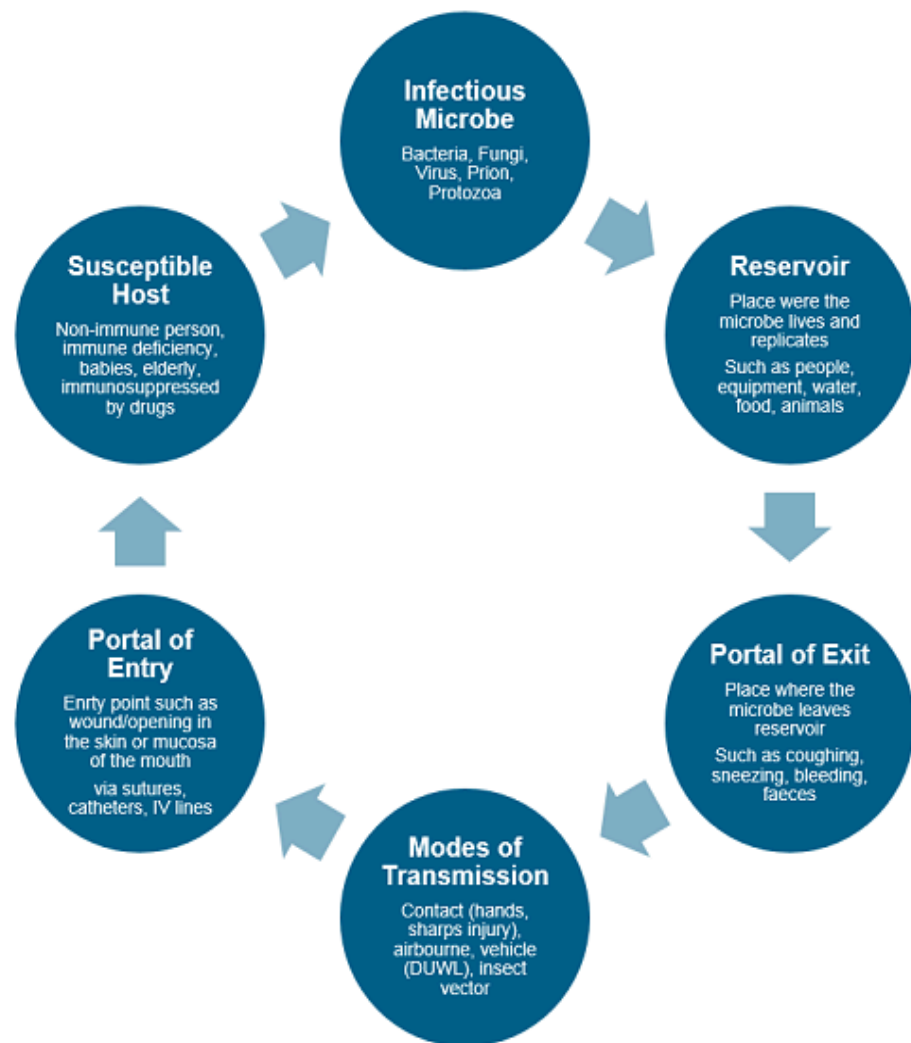 Infectious
Microbe
Bacteria, Fungi,
Virus, Prion,
Protozoa
Reservoir
Place were the
microbe lives and
replicates
Such as people,
equipment, water,
food, animals
Portal of Exit
Place where the
microbe leaves
reservoir
Such as coughing,
sneezing, bleeding,
faeces
Modes of
Transmission
Contact (hands,
sharps injury),
airbourne, vehicle
(DUWL), insect
vector
Portal of
Entry
Enrty point such as
wound/opening in
the skin or mucosa
of the mouth
via sutures,
catheters, IV lines
Susceptible
Host
Non-immune person,
immune deficiency,
babies, elderly,
immunosuppressed
by drugs